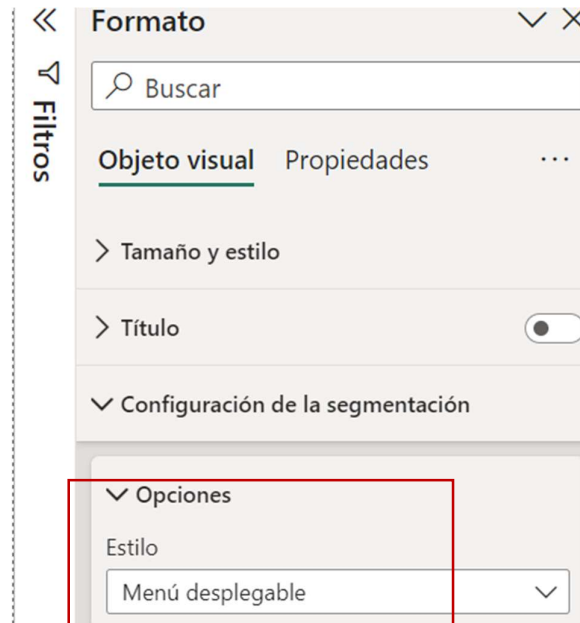 Formato
Filtros
Buscar
Objeto visual Propiedades
Tamaño y estilo
Título
Configuración de la segmentación
Opciones
Estilo
Menú desplegable